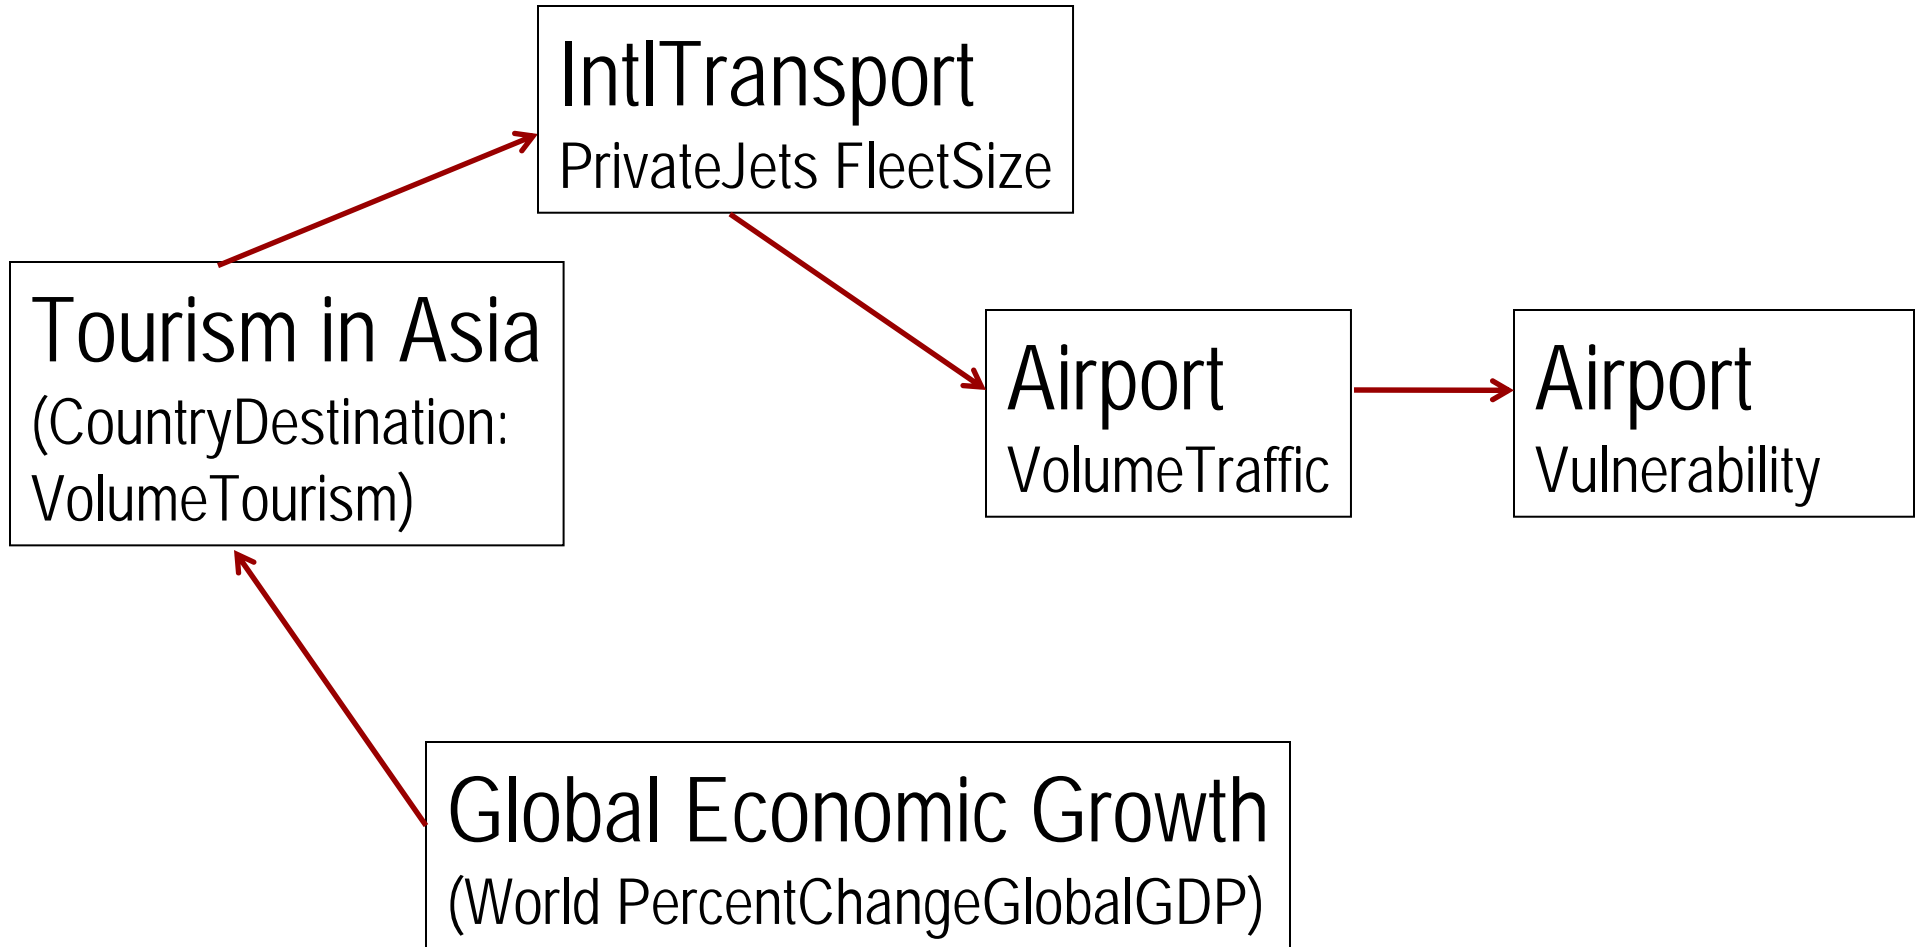 IntlTransport
PrivateJets FleetSize
Tourism in Asia
(CountryDestination:
VolumeTourism)
Airport
VolumeTraffic
Airport
Vulnerability
Global Economic Growth
(World PercentChangeGlobalGDP)